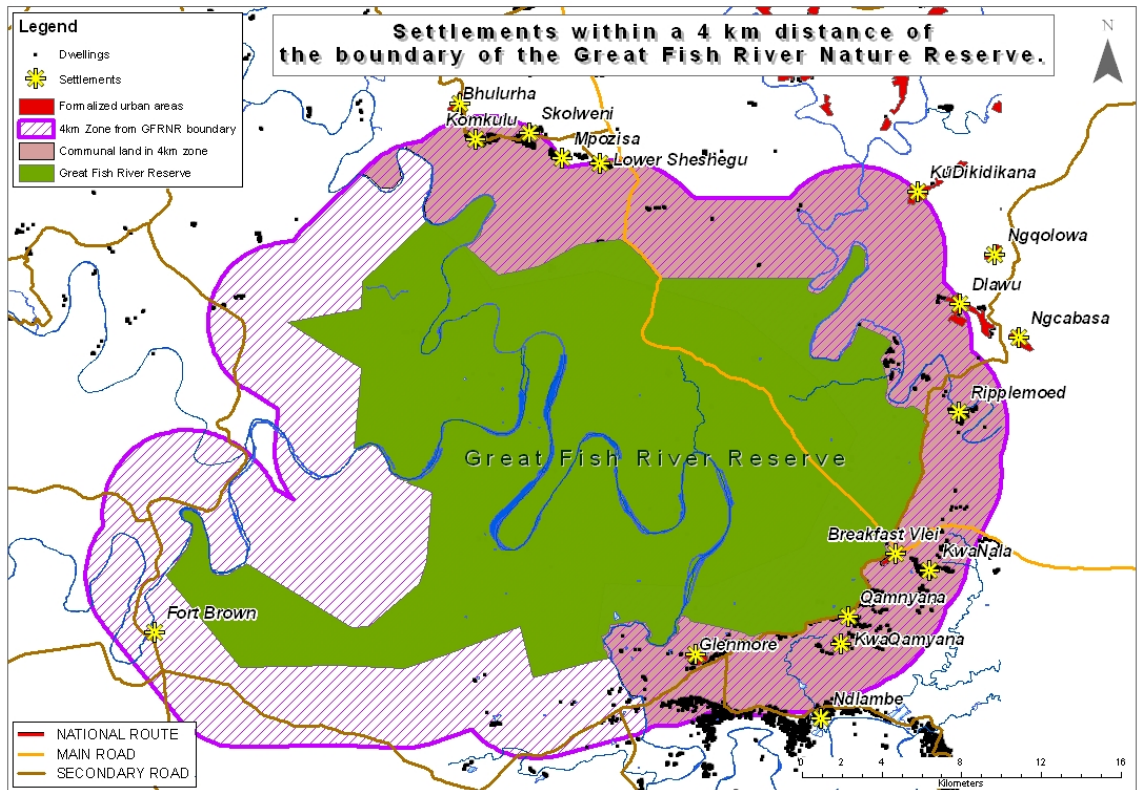 Legend
Dwellings
Settlements
Formalized urban areas
4km Zone from GFRNR boundary
Communal land in 4km zone
Great Fish River Reserve
Settlements within a 4 km distance of
the boundary of the Great Fish River Nature Reserve.
N
Bhulurha
Skolweni
Komkulu
Mpozisa
Lower Sheshegu
KuDikidikana
Ngqolowa
Dlawu
Ngcabasa
Ripplemoed
Great Fish River Reserve
Breakfast Vlei
KwaNala
Qamnyana
Fort Brown
KwaQamyana
Glenmore
Ndlambe
NATIONAL ROUTE
MAIN ROAD
SECONDARY ROAD
0 2 4 8 12 16
Kilometers